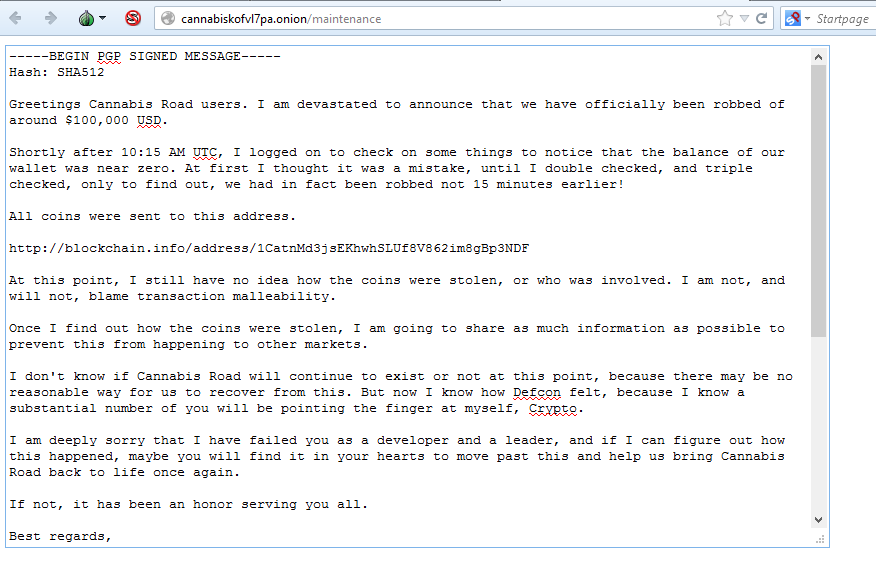 cannabiskofvl7pa.onion/maintenance
Startpage
-----BEGIN PGP SIGNED MESSAGE-----
Hash: SHA512
Greetings Cannabis Road users. I am devastated to announce that we have officially been robbed of
around $100,000 USD.
Shortly after 10:15 AM UTC, I logged on to check on some things to notice that the balance of our
wallet was near zero. At first I thought it was a mistake, until I double checked, and triple
checked, only to find out, we had in fact been robbed not 15 minutes earlier!
All coins were sent to this address.
http://blockchain.info/address/1CatnMd3jsEKhwhSLUf8V862im8gBp3NDF
At this point, I still have no idea how the coins were stolen, or who was involved. I am not, and
will not, blame transaction malleability.
Once I find out how the coins were stolen, I am going to share as much information as possible to
prevent this from happening to other markets.
I don't know if Cannabis Road will continue to exist or not at this point, because there may be no
reasonable way for us to recover from this. But now I know how Defcon felt, because I know a
substantial number of you will be pointing the finger at myself, Crypto.
I am deeply sorry that I have failed you as a developer and a leader, and if I can figure out how
this happened, maybe you will find it in your hearts to move past this and help us bring Cannabis
Road back to life once again.
If not, it has been an honor serving you all.
Best regards,